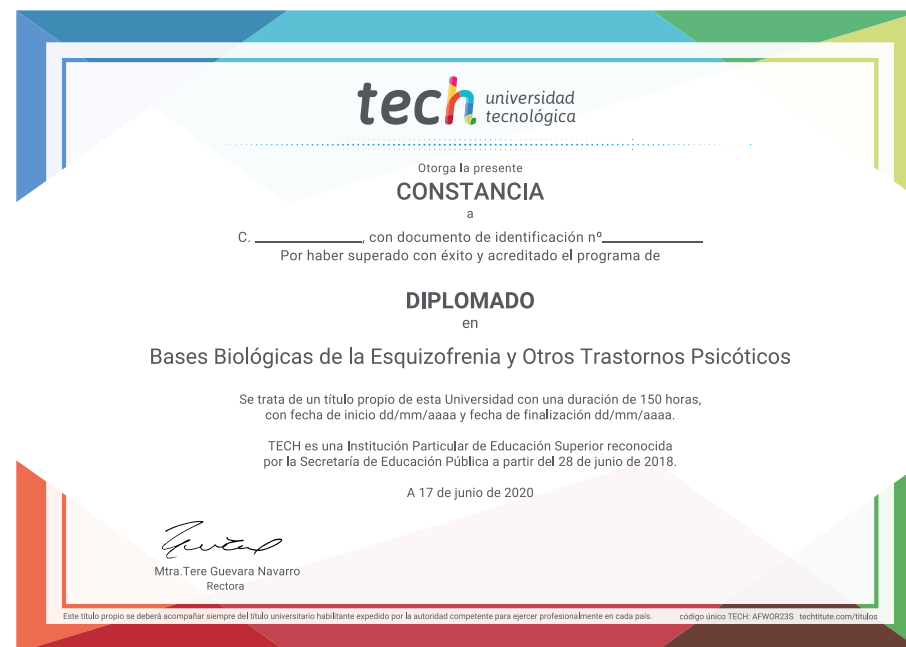 tech universidad
tecnológica
Otorga la presente
CONSTANCIA
a
C. ____________, con documento de identificación nº____________
Por haber superado con éxito y acreditado el programa de
DIPLOMADO
en
Bases Biológicas de la Esquizofrenia y Otros Trastornos Psicóticos
Se trata de un título propio de esta Universidad con una duración de 150 horas,
con fecha de inicio dd/mm/aaaa y fecha de finalización dd/mm/aaaa.
TECH es una Institución Particular de Educación Superior reconocida
por la Secretaría de Educación Pública a partir del 28 de junio de 2018.
A 17 de junio de 2020
Mtra.Tere Guevara Navarro
Rectora
Este título propio se deberá acompañar siempre del título universitario habilitante expedido por la autoridad competente para ejercer profesionalmente en cada país. código único TECH: AFWOR23S techtitute.com/titulos